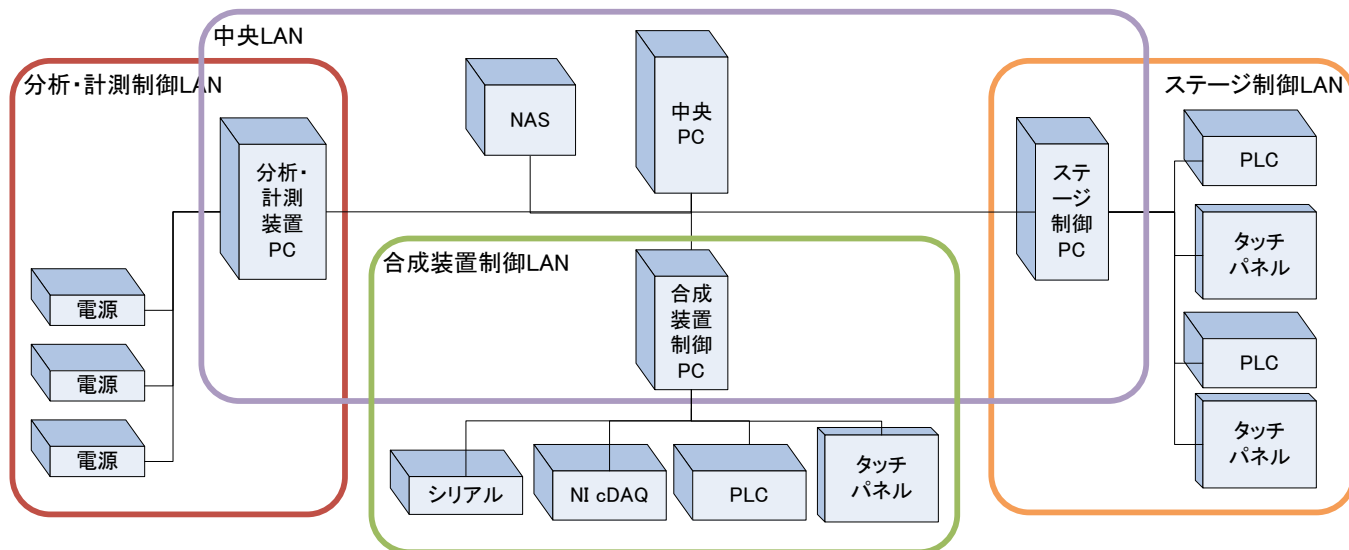 中央LAN
分析・計測制御LAN
ステージ制御LAN
NAS
中央
PC
分析・
計測
装置
PC
ステ
ージ
制御
PC
PLC
タッチ
パネル
PLC
タッチ
パネル
電源
電源
電源
合成装置制御LAN
合成
装置
制御
PC
シリアル
NI cDAQ
PLC
タッチ
パネル